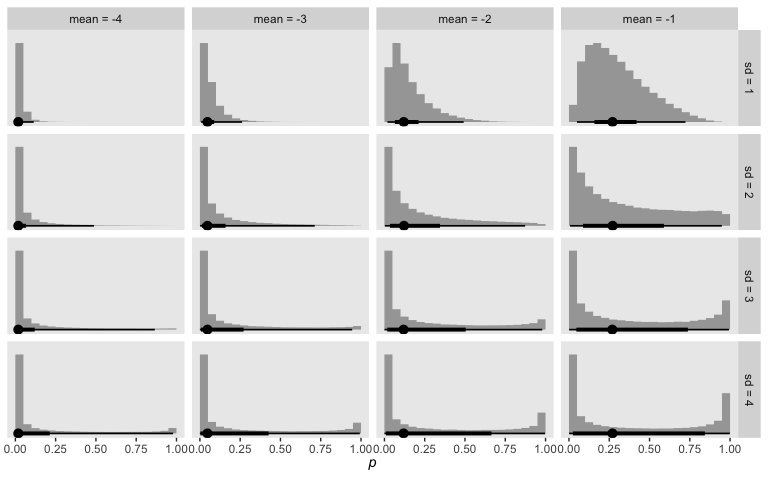 mean = -4 mean = -3 mean = -2 mean = -1
sd = 1
sd = 2
sd = 3
sd = 4
0.00 0.25 0.50 0.75 1.00 0.00 0.25 0.50 0.75 1.00 0.00 0.25 0.50 0.75 1.00 0.00 0.25 0.50 0.75 1.00
p